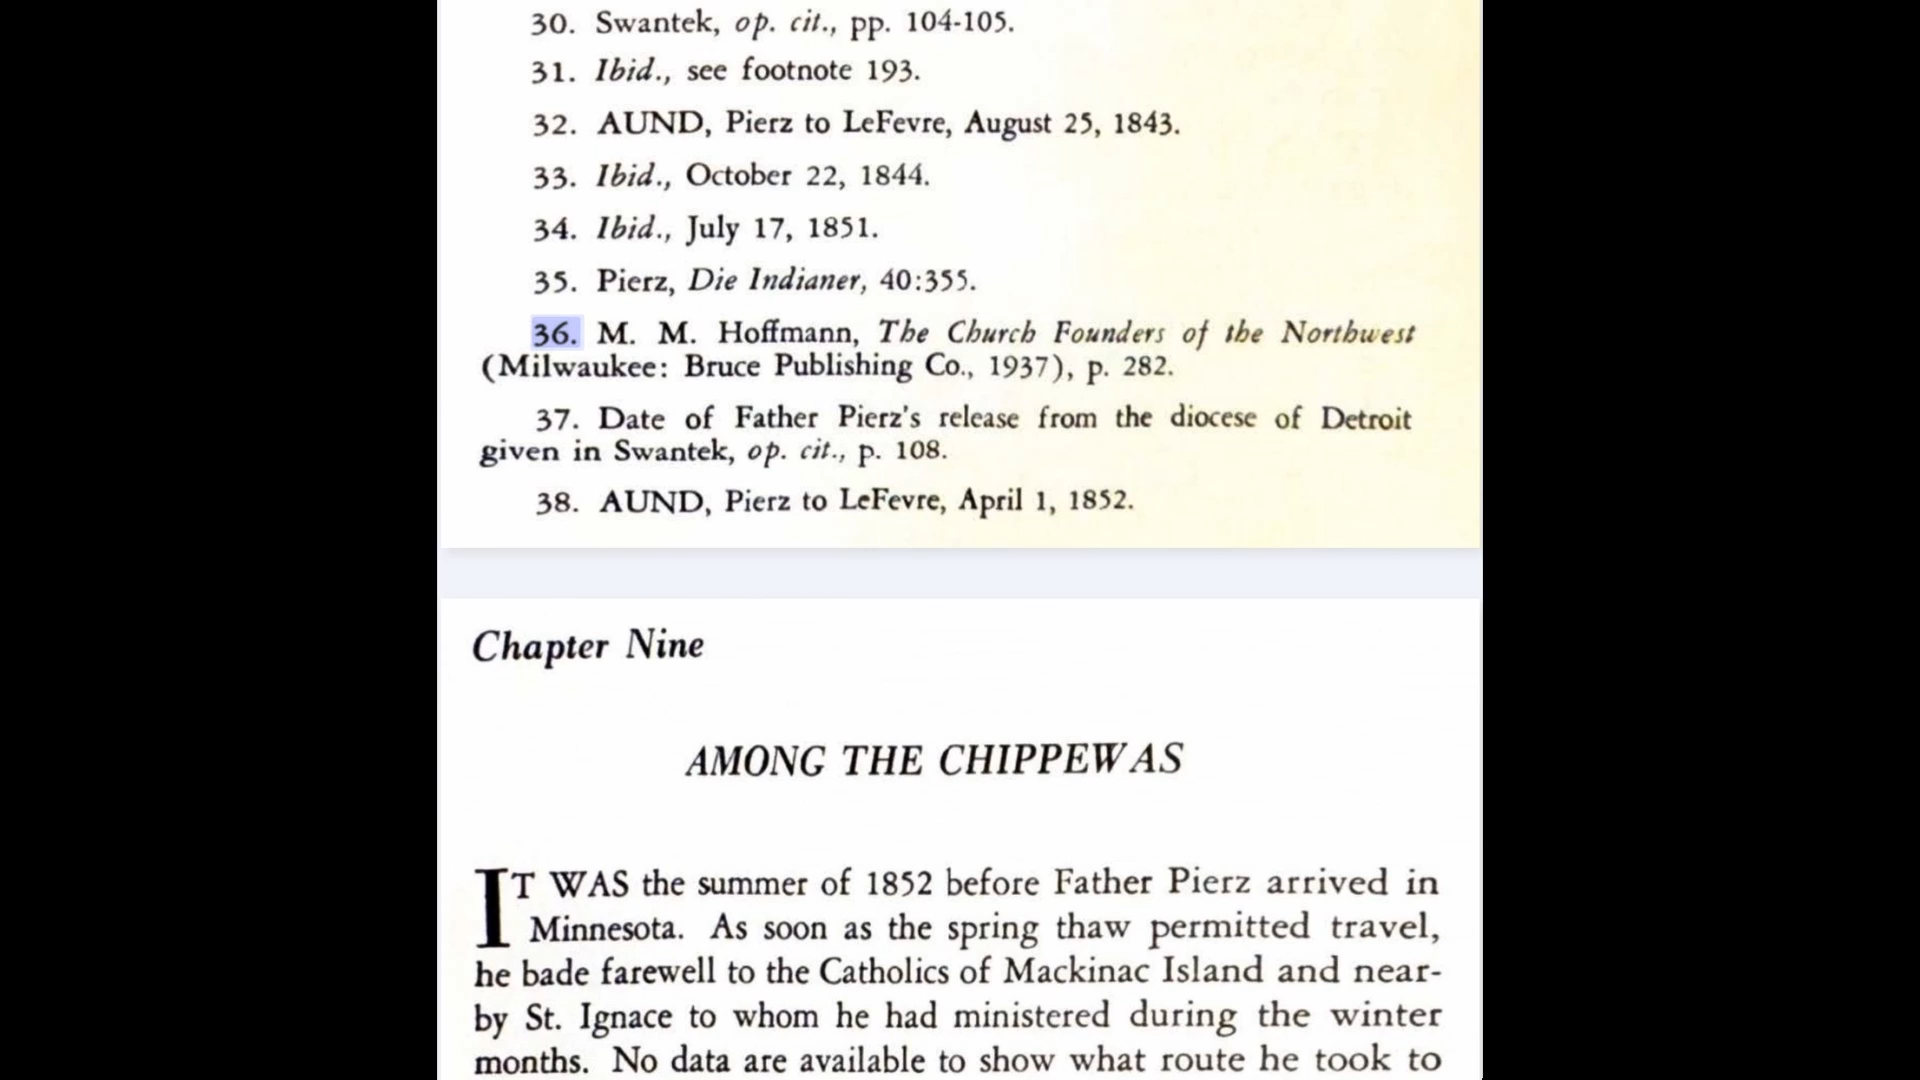 30. Swantek, op. cit., pp. 104-105.
31. Ibid., see footnote 193.
32. AUND, Pierz to LeFevre, August 25, 1843.
33. Ibid., October 22, 1844.
34. Ibid., July 17, 1851.
35. Pierz, Die Indianer, 40:355.
36. M. M. Hoffmann, The Church Founders of the Northwest
(Milwaukee: Bruce Publishing Co., 1937), p. 282.
37. Date of Father Pierz's release from the diocese of Detroit
given in Swantek, op. cit., p. 108.
38. AUND, Pierz to LeFevre, April 1, 1852.
Chapter Nine
AMONG THE CHIPPEWAS
IT WAS the summer of 1852 before Father Pierz arrived in
Minnesota. As soon as the spring thaw permitted travel,
he bade farewell to the Catholics of Mackinac Island and near-
by St. Ignace to whom he had ministered during the winter
months. No data are available to show what route he took to